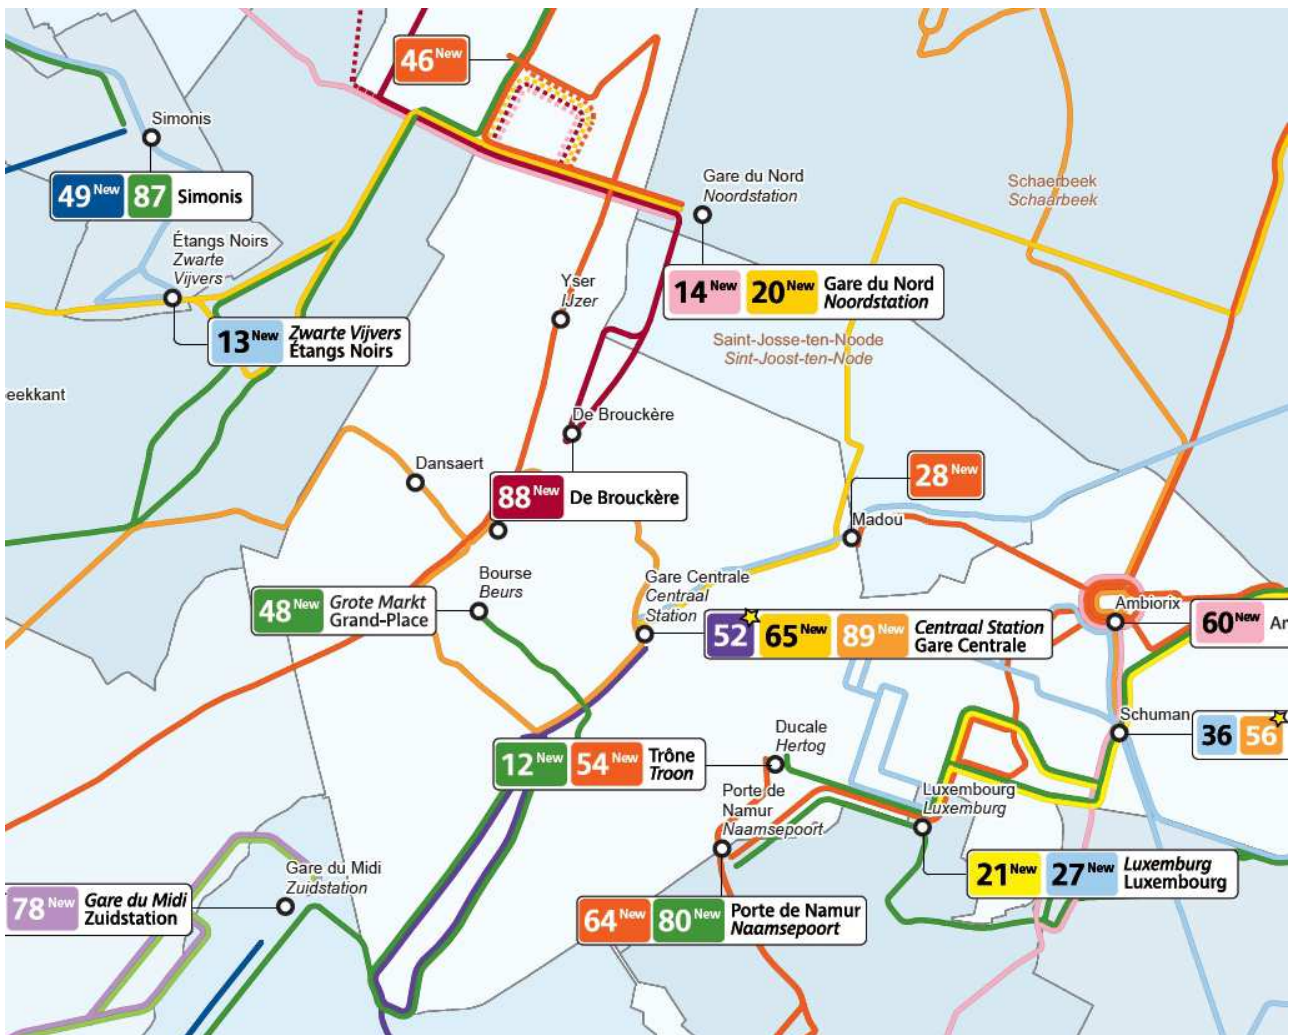 46 New
Simonis
49 New 87 Simonis
Gare du Nord
Noordstation
Schaerbeek
Schaarbeek
Étangs Noirs
Zwarte
Vijvers
14 New 20 New Gare du Nord
Noordstation
Yser
IJzer
13 New Zwarte Vijvers
Étangs Noirs
Saint-Josse-ten-Noode
Sint-Joost-ten-Node
eekkant
De Brouckère
Dansaert
28 New
88 New De Brouckère
Madou
Bourse
Beurs
Gare Centrale
Centraal
Station
48 New Grote Markt
Grand-Place
Ambiorix
52 65 New 89 New Centraal Station
Gare Centrale
60 New Ar
Schuman
36 56
Ducale
Hertog
12 New 54 New Trône
Troon
Porte de
Namur
Naamsepoort
Luxembourg
Luxemburg
Gare du Midi
Zuidstation
21 New 27 New Luxemburg
Luxembourg
78 New Gare du Midi
Zuidstation
64 New 80 New Porte de Namur
Naamsepoort